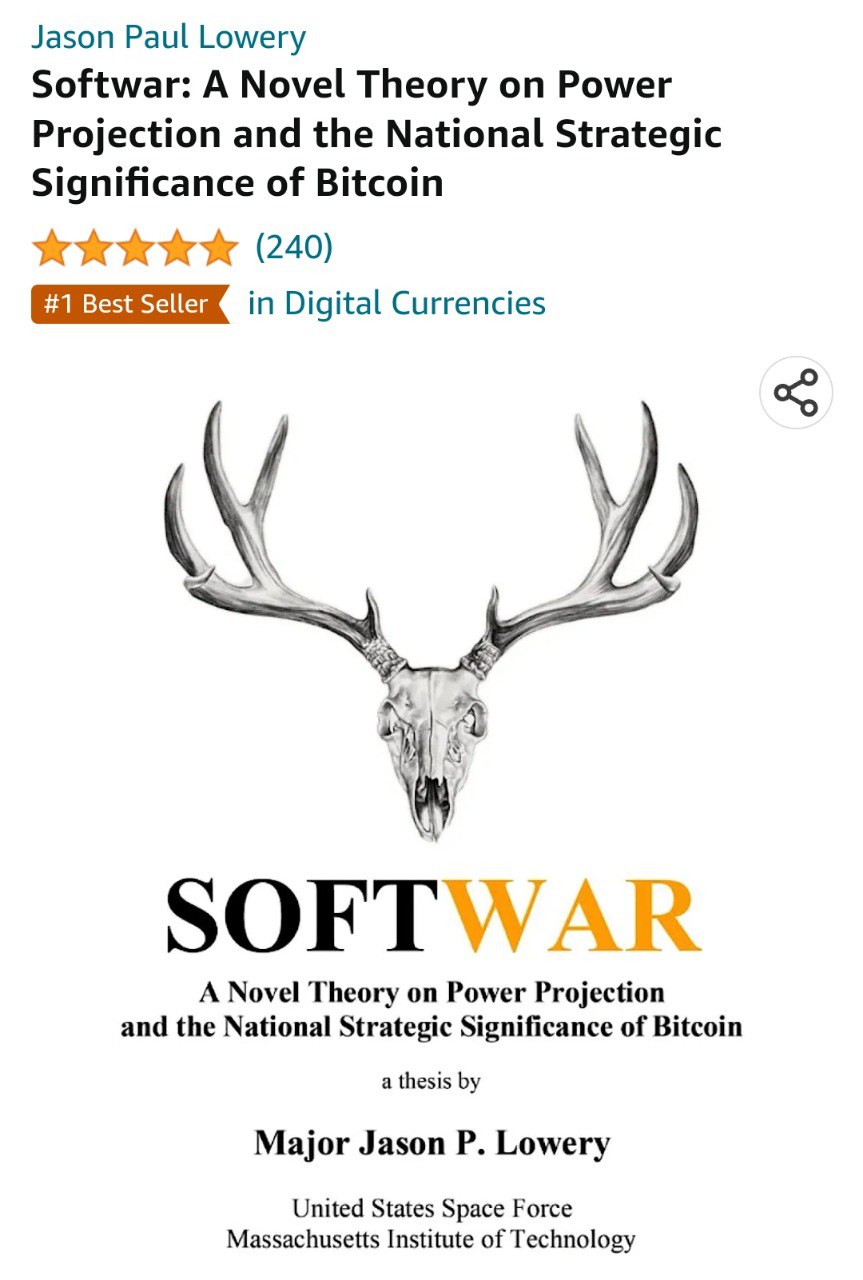 Jason Paul Lowery
Softwar: A Novel Theory on Power
Projection and the National Strategic
Significance of Bitcoin
(240)
#1 Best Seller in Digital Currencies
SOFTWAR
A Novel Theory on Power Projection
and the National Strategic Significance of Bitcoin
a thesis by
Major Jason P. Lowery
United States Space Force
Massachusetts Institute of Technology